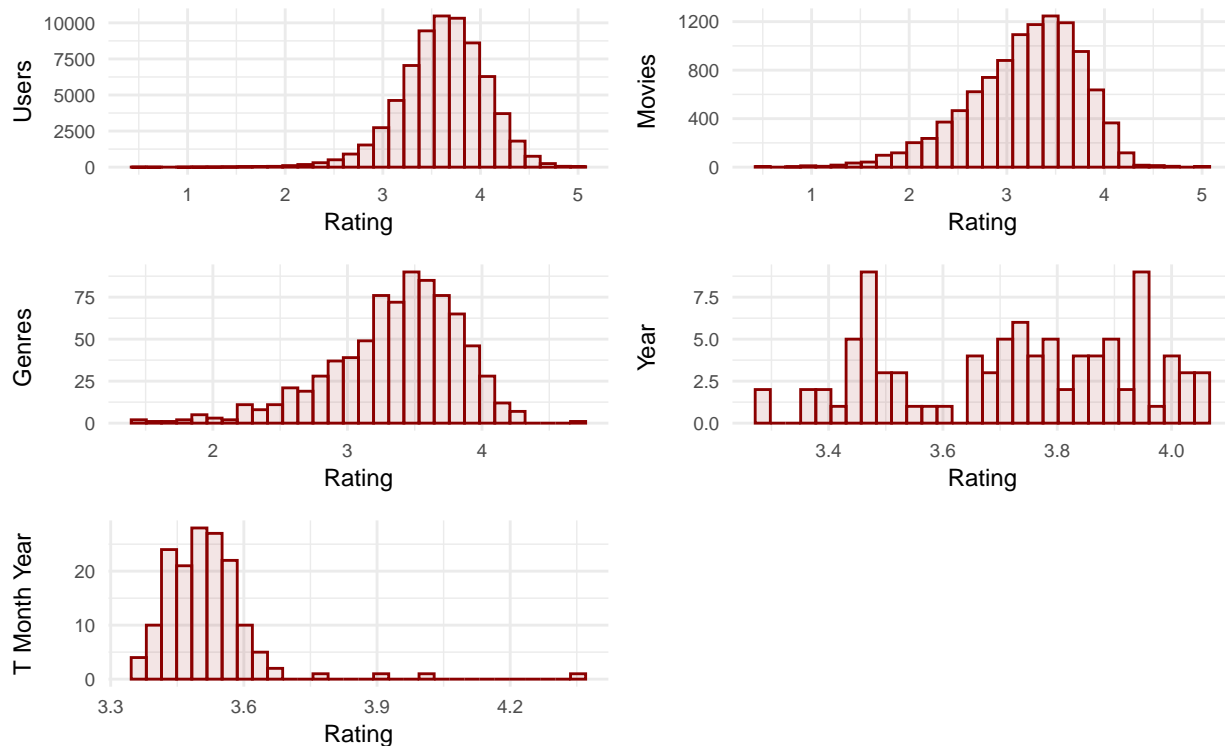 Users
10000
7500
5000
2500
0
1 2 3 4 5
Rating
Movies
1200
800
400
0
1 2 3 4 5
Rating
Genres
75
50
25
0
2 3 4
Rating
Year
7.5
5.0
2.5
0.0
3.4 3.6 3.8 4.0
Rating
T Month Year
20
10
0
3.3 3.6 3.9 4.2
Rating